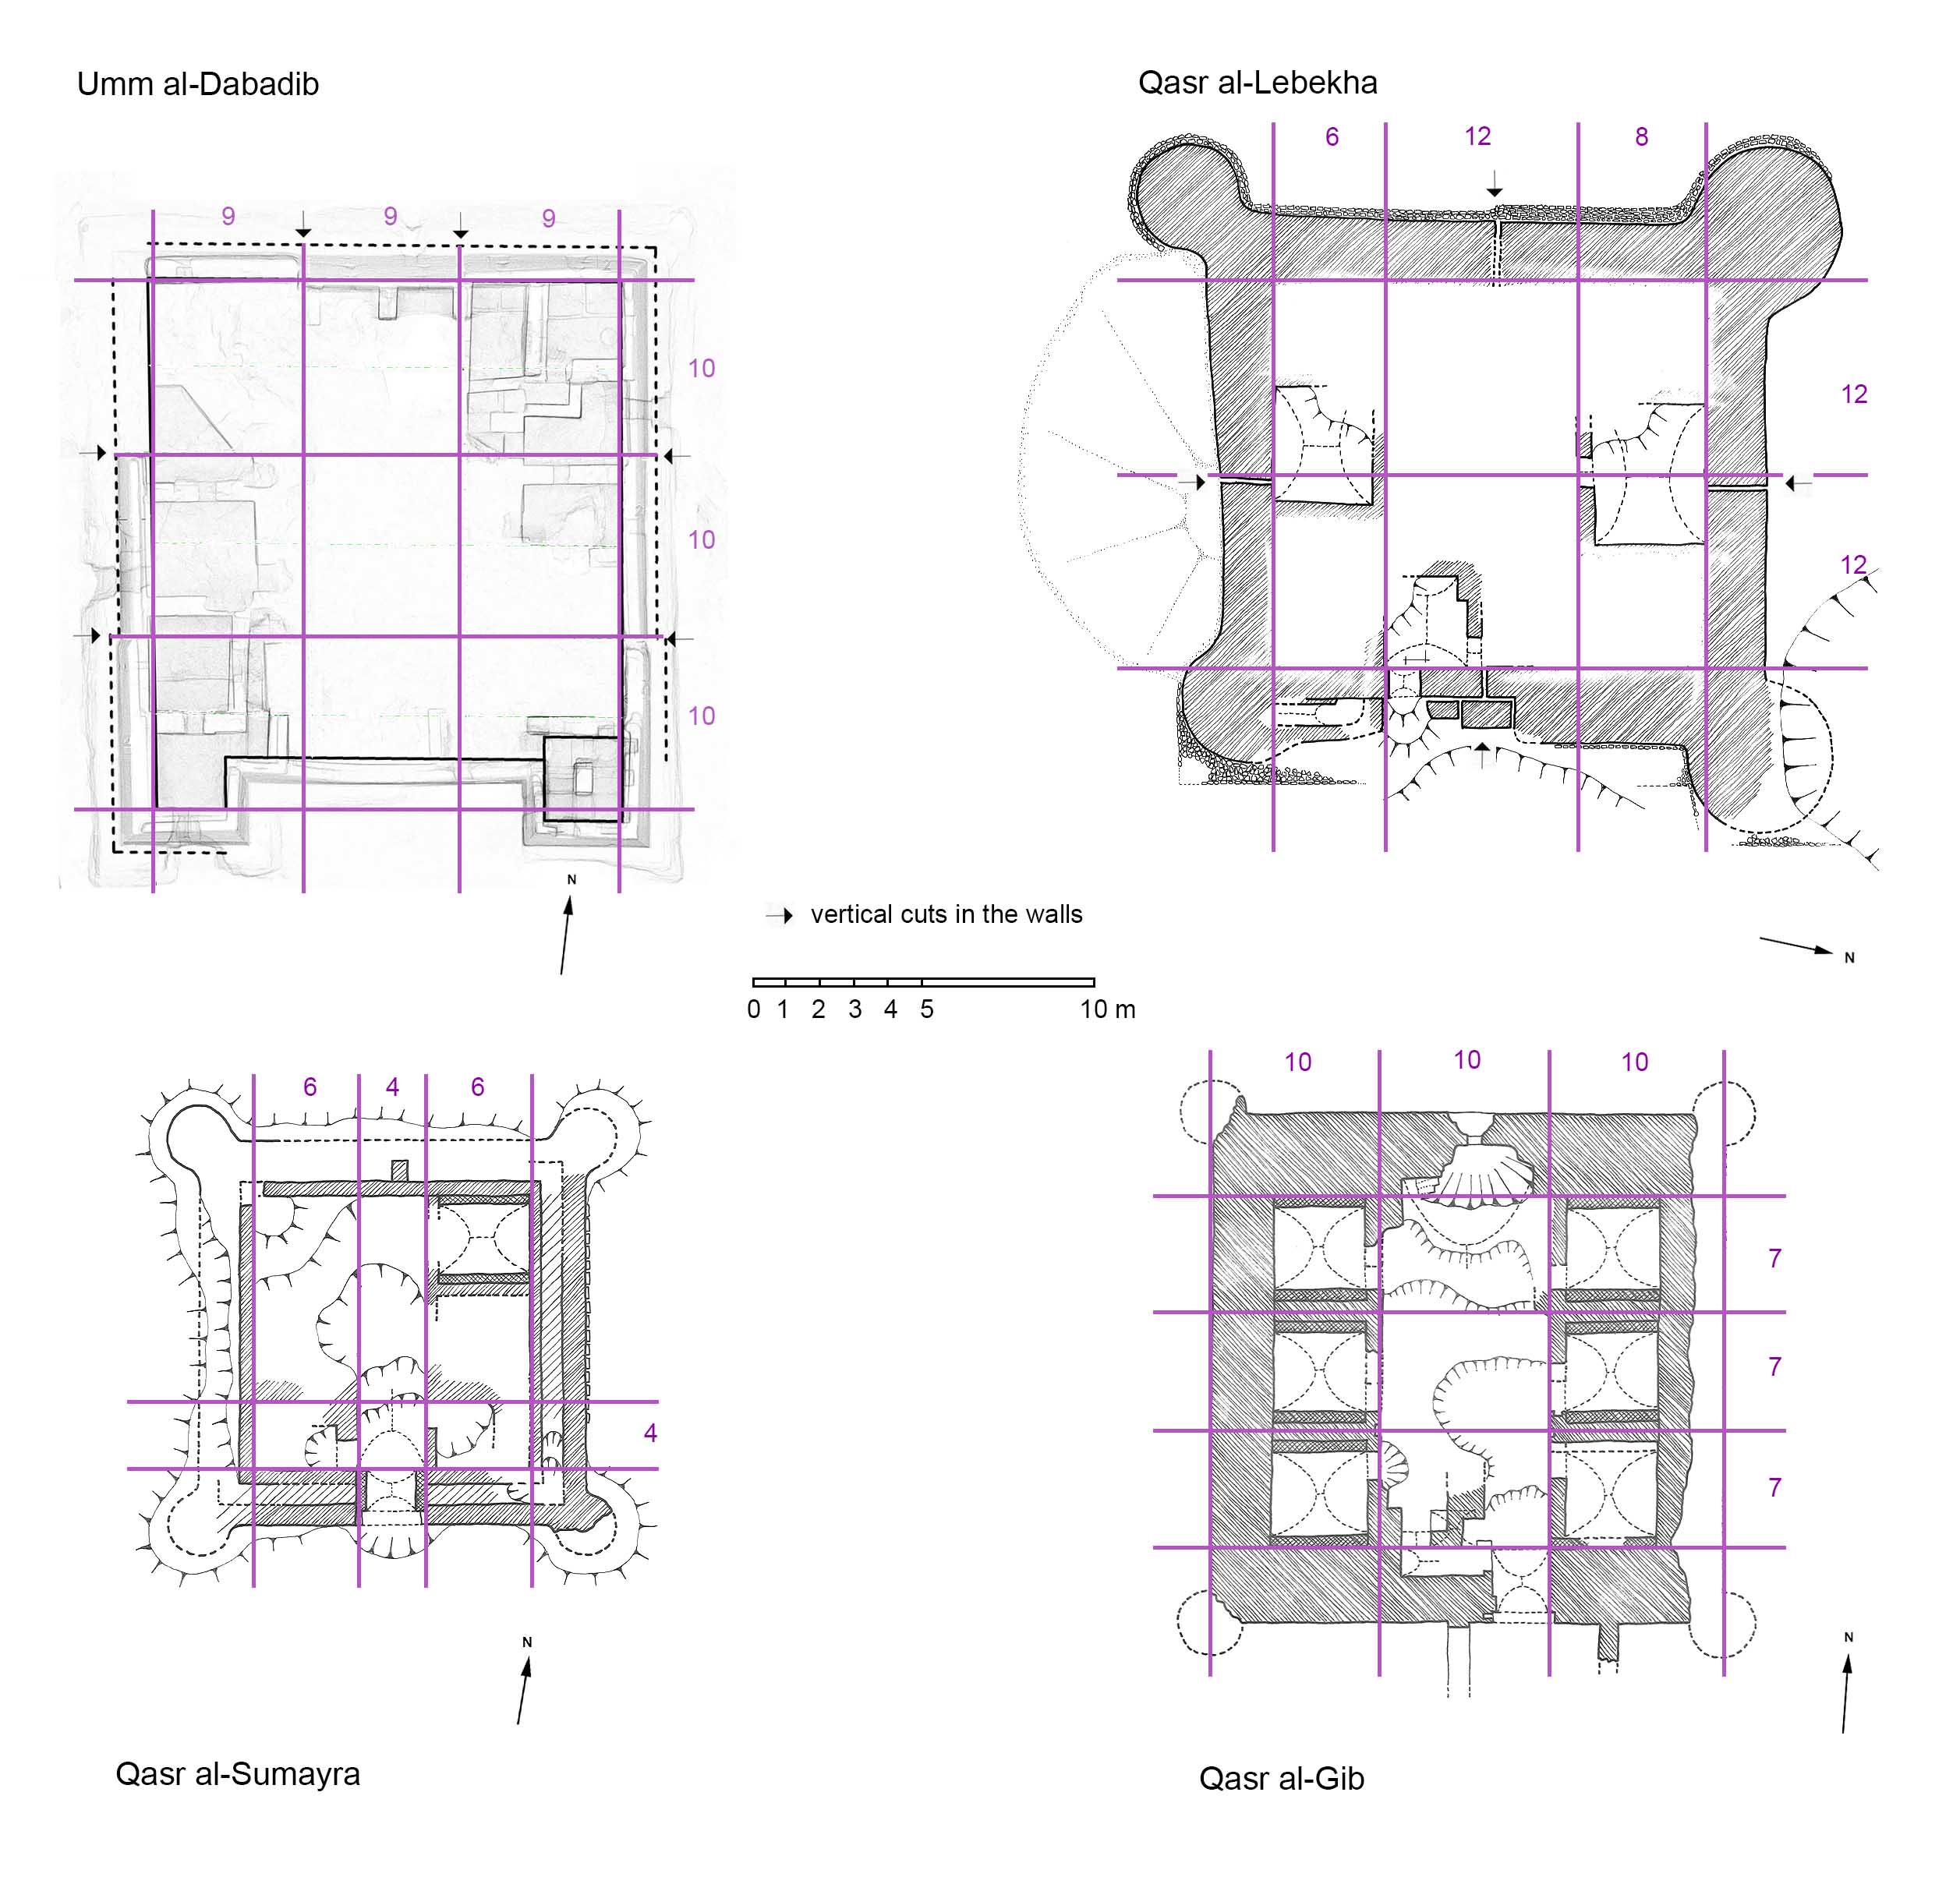 Umm al-Dabadib
9 9 9
10
10
10
N
Qasr al-Lebekha
6 12 8
12
12
N
vertical cuts in the walls
0 1 2 3 4 5 10 m
6 4 6
4
N
Qasr al-Sumayra
10 10 10
7
7
7
N
Qasr al-Gib